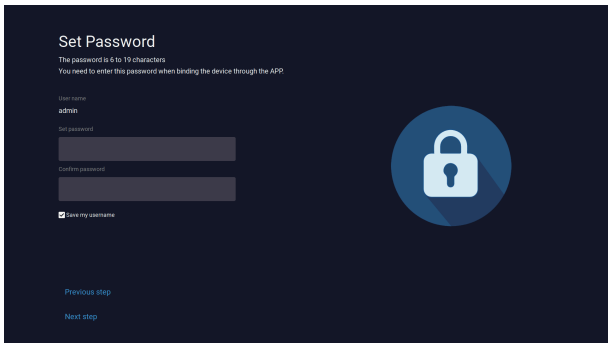 Set Password
The password is 6 to 19 characters
You need to enter this password when binding the device through the APP.
User name
admin
Set password
Confirm password
Save my username
Previous step
Next step